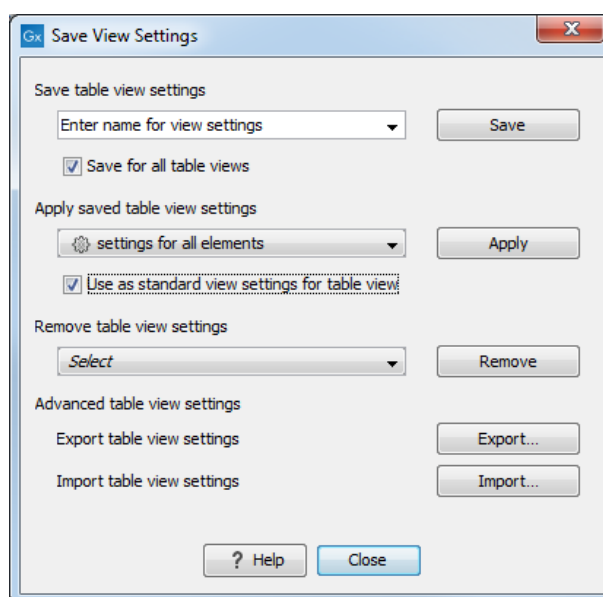 Gx Save View Settings
X
Save table view settings
Enter name for view settings
Save
Save for all table views
Apply saved table view settings
settings for all elements
Apply
Use as standard view settings for table view
Remove table view settings
Select
Remove
Advanced table view settings
Export table view settings
Export...
Import table view settings
Import...
? Help
Close